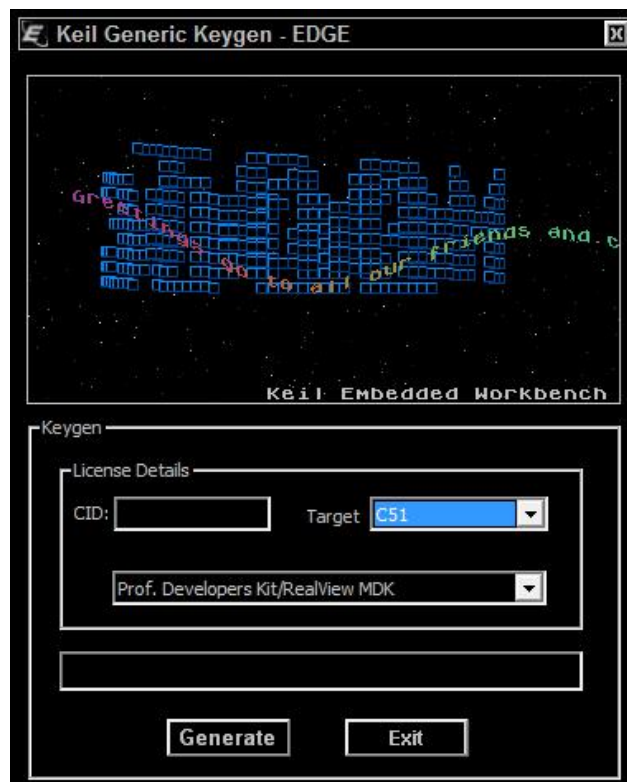 Keil Generic Keygen - EDGE
Greetings go to all our friends and c
Keil Embedded Workbench
Keygen
License Details
CID: Target C51
Prof. Developers Kit/RealView MDK
Generate Exit